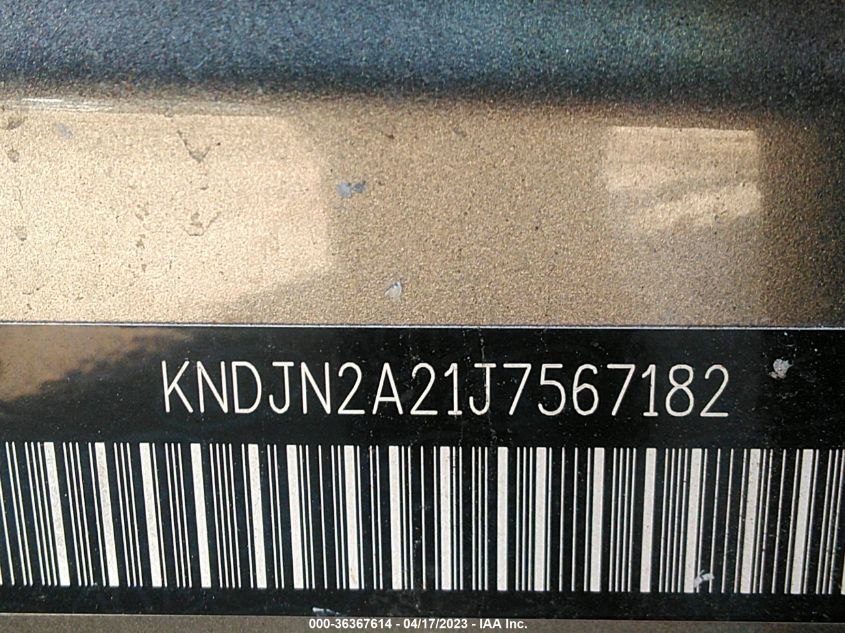 KNDJN2A21J7567182
000-36367614 - 04/17/2023 - IAA Inc.